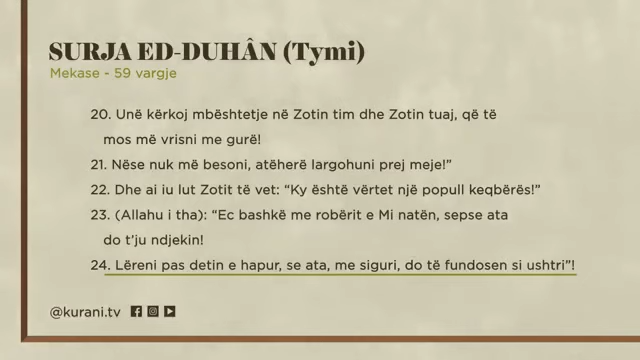 SURJA ED-DUHÂN (Tymi)
Mekase - 59 vargje
20. Unë kërkoj mbështetje në Zotin tim dhe Zotin tuaj, që të
mos më vrisni me gurë!
21. Nëse nuk më besoni, atëherë largohuni prej meje!”
22. Dhe ai iu lut Zotit të vet: “Ky është vërtet një popull keqbërës!”
23. (Allahu i tha): “Ec bashkë me robërit e Mi natën, sepse ata
do t’ju ndjekin!
24. Lëreni pas detin e hapur, se ata, me siguri, do të fundosen si ushtri”!
@kurani.tv